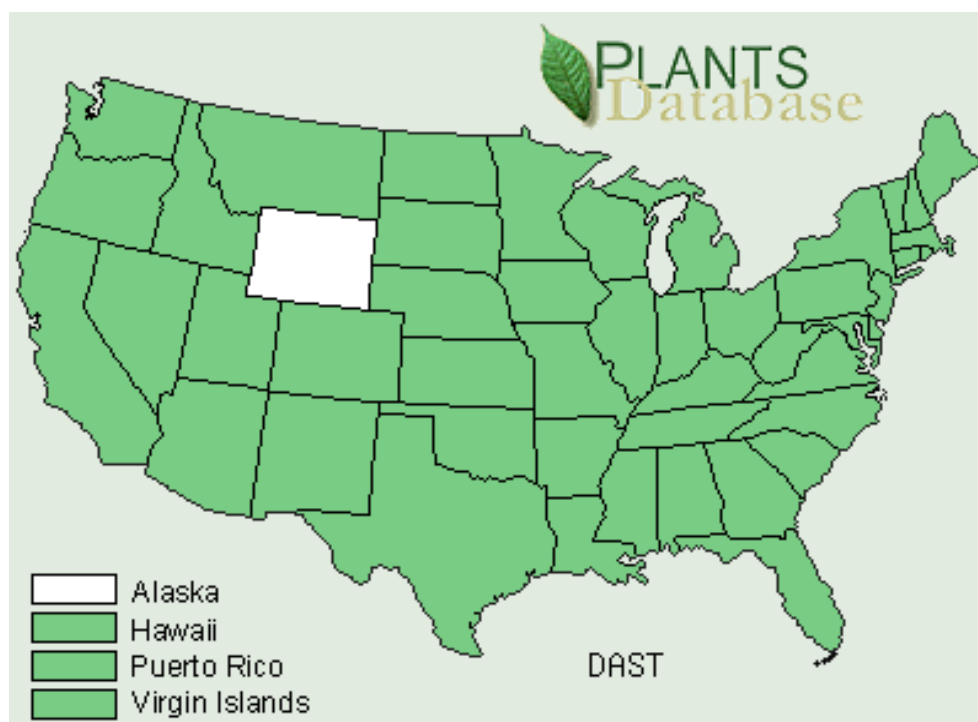 PLANTS
Database
Alaska
Hawaii
Puerto Rico
Virgin Islands
DAST